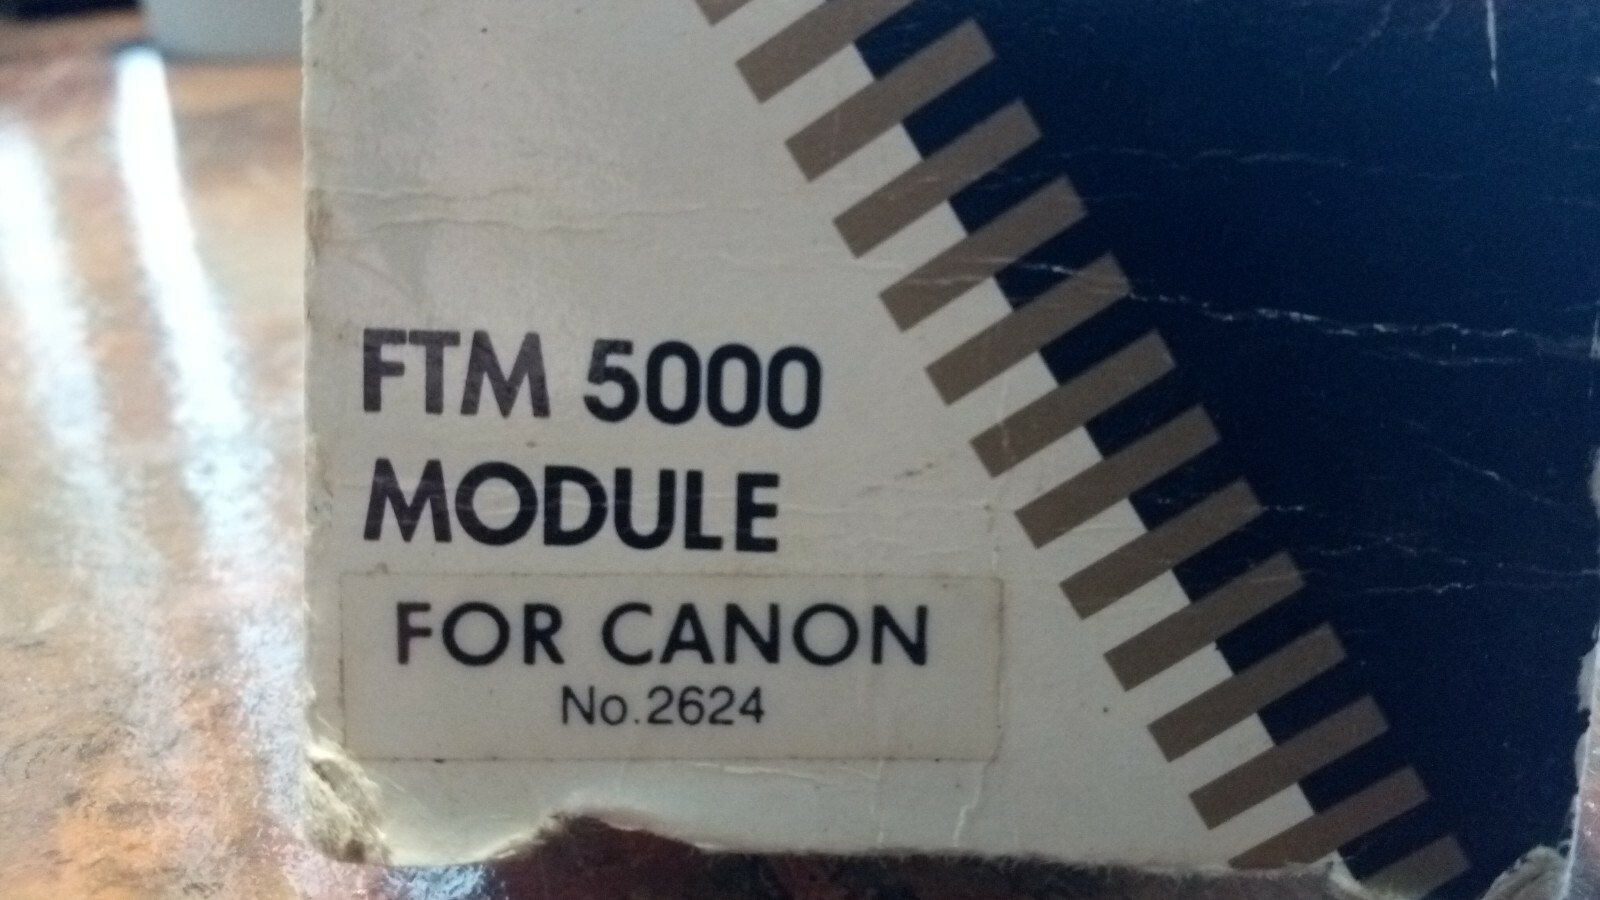 FTM 5000
MODULE
FOR CANON
No.2624